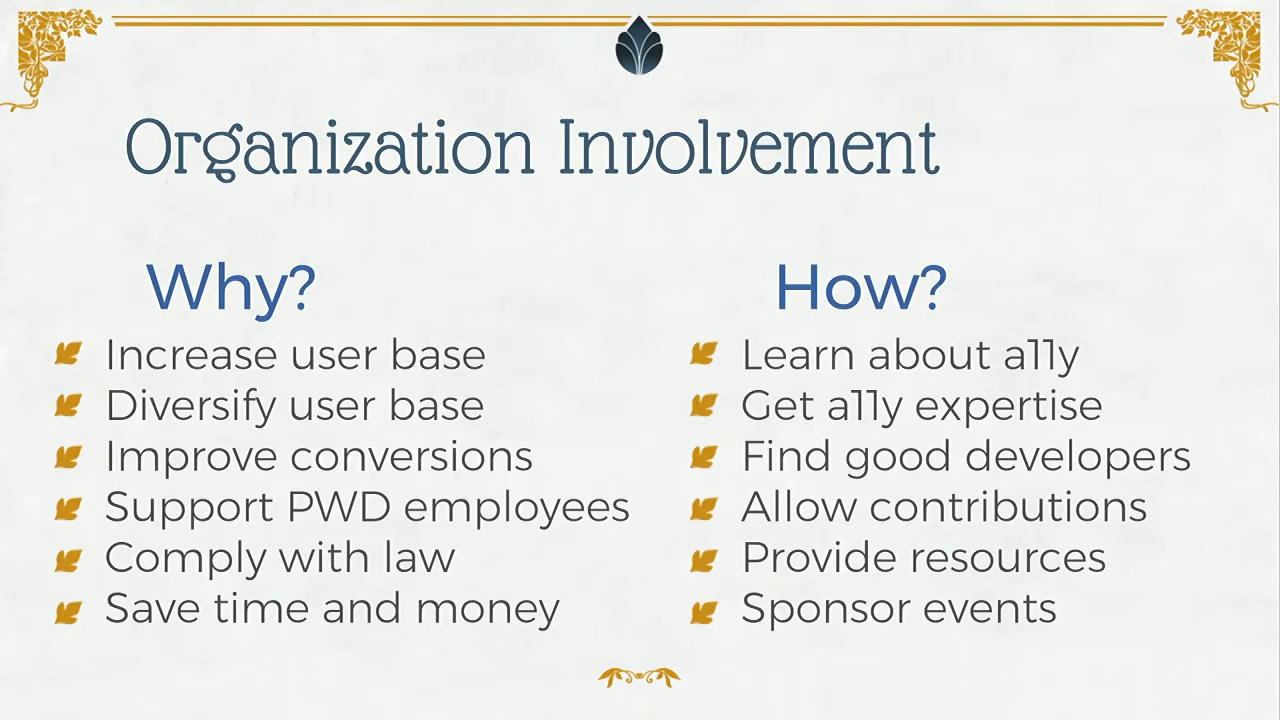 Organization Involvement
Why?
Increase user base
Diversify user base
Improve conversions
Support PWD employees
Comply with law
Save time and money
How?
Learn about a11y
Get a11y expertise
Find good developers
Allow contributions
Provide resources
Sponsor events